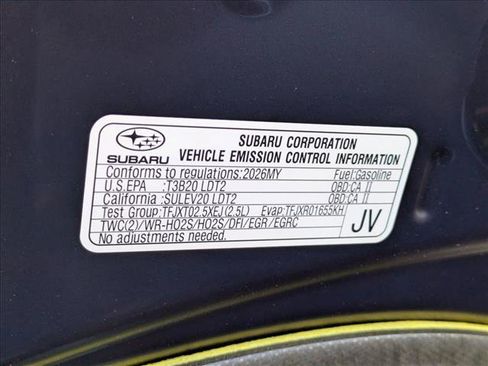 SUBARU
SUBARU CORPORATION
VEHICLE EMISSION CONTROL INFORMATION
Conforms to regulations:2026MY Fuel:Gasoline
U.S.EPA :T3B20 LDT2 OBD:CA II
California :SULEV20 LDT2 OBD:CA II
Test Group:TFJXT02.5XEJ(2.5L) Evap:TFJXR01655KH
TWC(2)/WR-HO2S/HO2S/DFI/EGR/EGRC
No adjustments needed.
JV